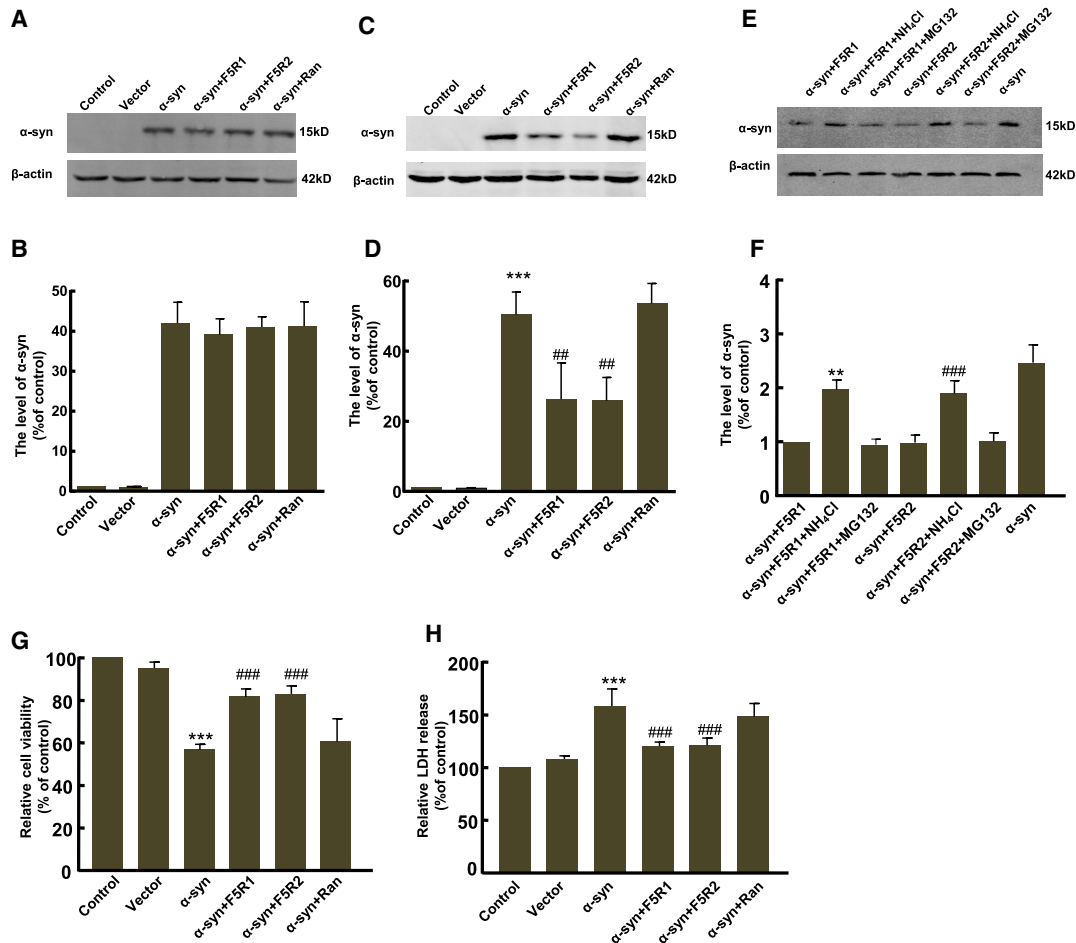 A
Control
Vector
α-syn
α-syn+F5R1
α-syn+F5R2
α-syn+Ran
α-syn
15kD
β-actin
42kD
C
Control
Vector
α-syn
α-syn+F5R1
α-syn+F5R2
α-syn+Ran
α-syn
15kD
β-actin
42kD
E
α-syn+F5R1
α-syn+F5R1+NH₄Cl
α-syn+F5R1+MG132
α-syn+F5R2
α-syn+F5R2+NH₄Cl
α-syn+F5R2+MG132
α-syn
α-syn
15kD
β-actin
42kD
B
The level of α-syn
(%of control)
50
40
30
20
10
0
Control
Vector
α-syn
α-syn+F5R1
α-syn+F5R2
α-syn+Ran
D
The level of α-syn
(%of control)
60
40
20
0
***
##
##
Control
Vector
α-syn
α-syn+F5R1
α-syn+F5R2
α-syn+Ran
F
The level of α-syn
(%of contorl)
4
3
2
1
0
**
###
α-syn+F5R1
α-syn+F5R1+NH₄Cl
α-syn+F5R1+MG132
α-syn+F5R2
α-syn+F5R2+NH₄Cl
α-syn+F5R2+MG132
α-syn
G
Relative cell viability
(% of control)
100
80
60
40
20
0
***
###
###
Control
Vector
α-syn
α-syn+F5R1
α-syn+F5R2
α-syn+Ran
H
Relative LDH release
(%of control)
200
150
100
50
0
***
###
###
Control
Vector
α-syn
α-syn+F5R1
α-syn+F5R2
α-syn+Ran